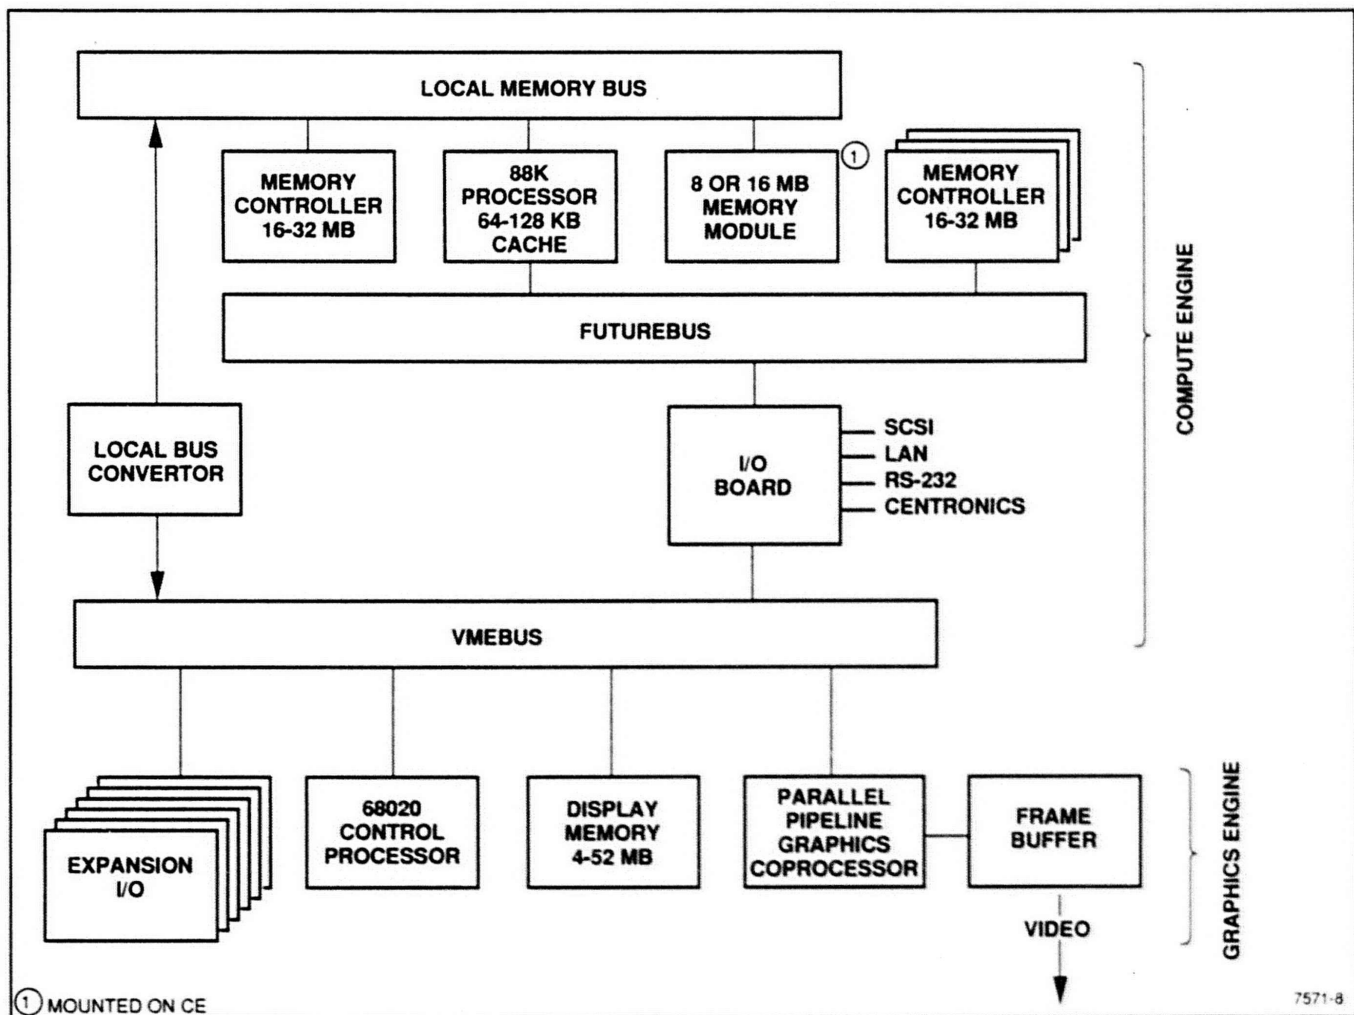 LOCAL MEMORY BUS
MEMORY
CONTROLLER
16-32 MB
88K
PROCESSOR
64-128 KB
CACHE
8 OR 16 MB
MEMORY
MODULE
1
MEMORY
CONTROLLER
16-32 MB
FUTUREBUS
COMPUTE ENGINE
LOCAL BUS
CONVERTOR
I/O
BOARD
SCSI
LAN
RS-232
CENTRONICS
VMEBUS
EXPANSION
I/O
68020
CONTROL
PROCESSOR
DISPLAY
MEMORY
4-52 MB
PARALLEL
PIPELINE
GRAPHICS
COPROCESSOR
FRAME
BUFFER
VIDEO
GRAPHICS ENGINE
1 MOUNTED ON CE
7571-8